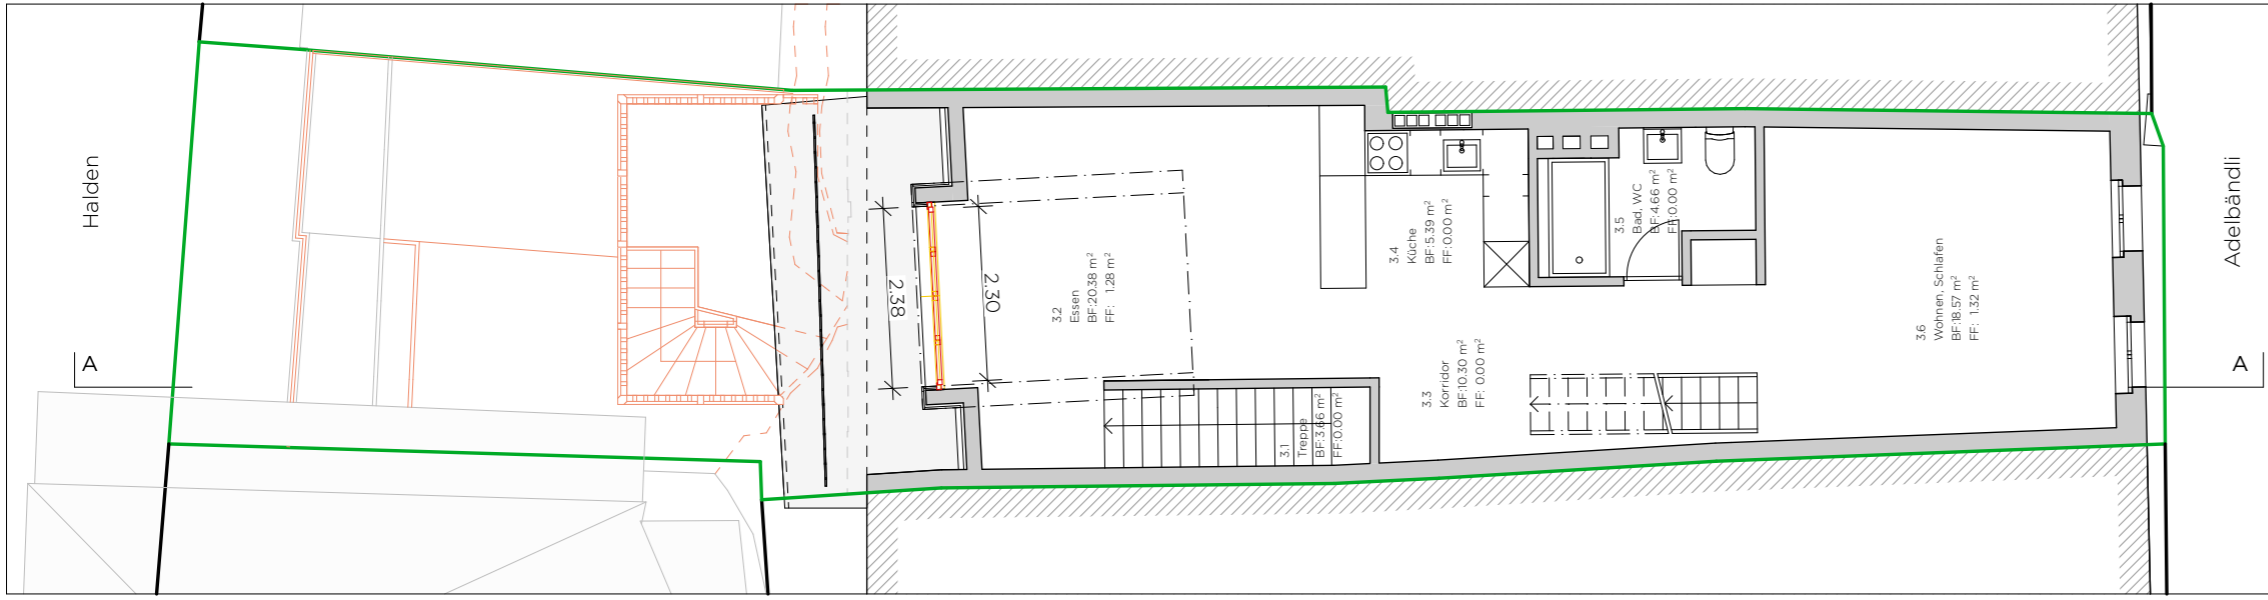 Halden
A
2.38
2.30
3.2
Essen
BF:20.38 m²
FF: 1.28 m²
3.1
Treppe
BF:3.66 m²
FF:0.00 m²
3.4
Küche
BF:5.39 m²
FF:0.00 m²
3.3
Korridor
BF:10.30 m²
FF: 0.00 m²
3.5
Bad, WC
BF:4.66 m²
FF:0.00 m²
3.6
Wohnen, Schlafen
BF:18.57 m²
FF: 1.32 m²
Adelbändli
A